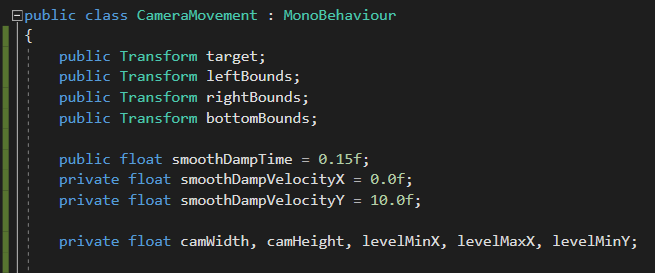 public class CameraMovement : MonoBehaviour
{
public Transform target;
public Transform leftBounds;
public Transform rightBounds;
public Transform bottomBounds;
public float smoothDampTime = 0.15f;
private float smoothDampVelocityX = 0.0f;
private float smoothDampVelocityY = 10.0f;
private float camWidth, camHeight, levelMinX, levelMaxX, levelMinY;